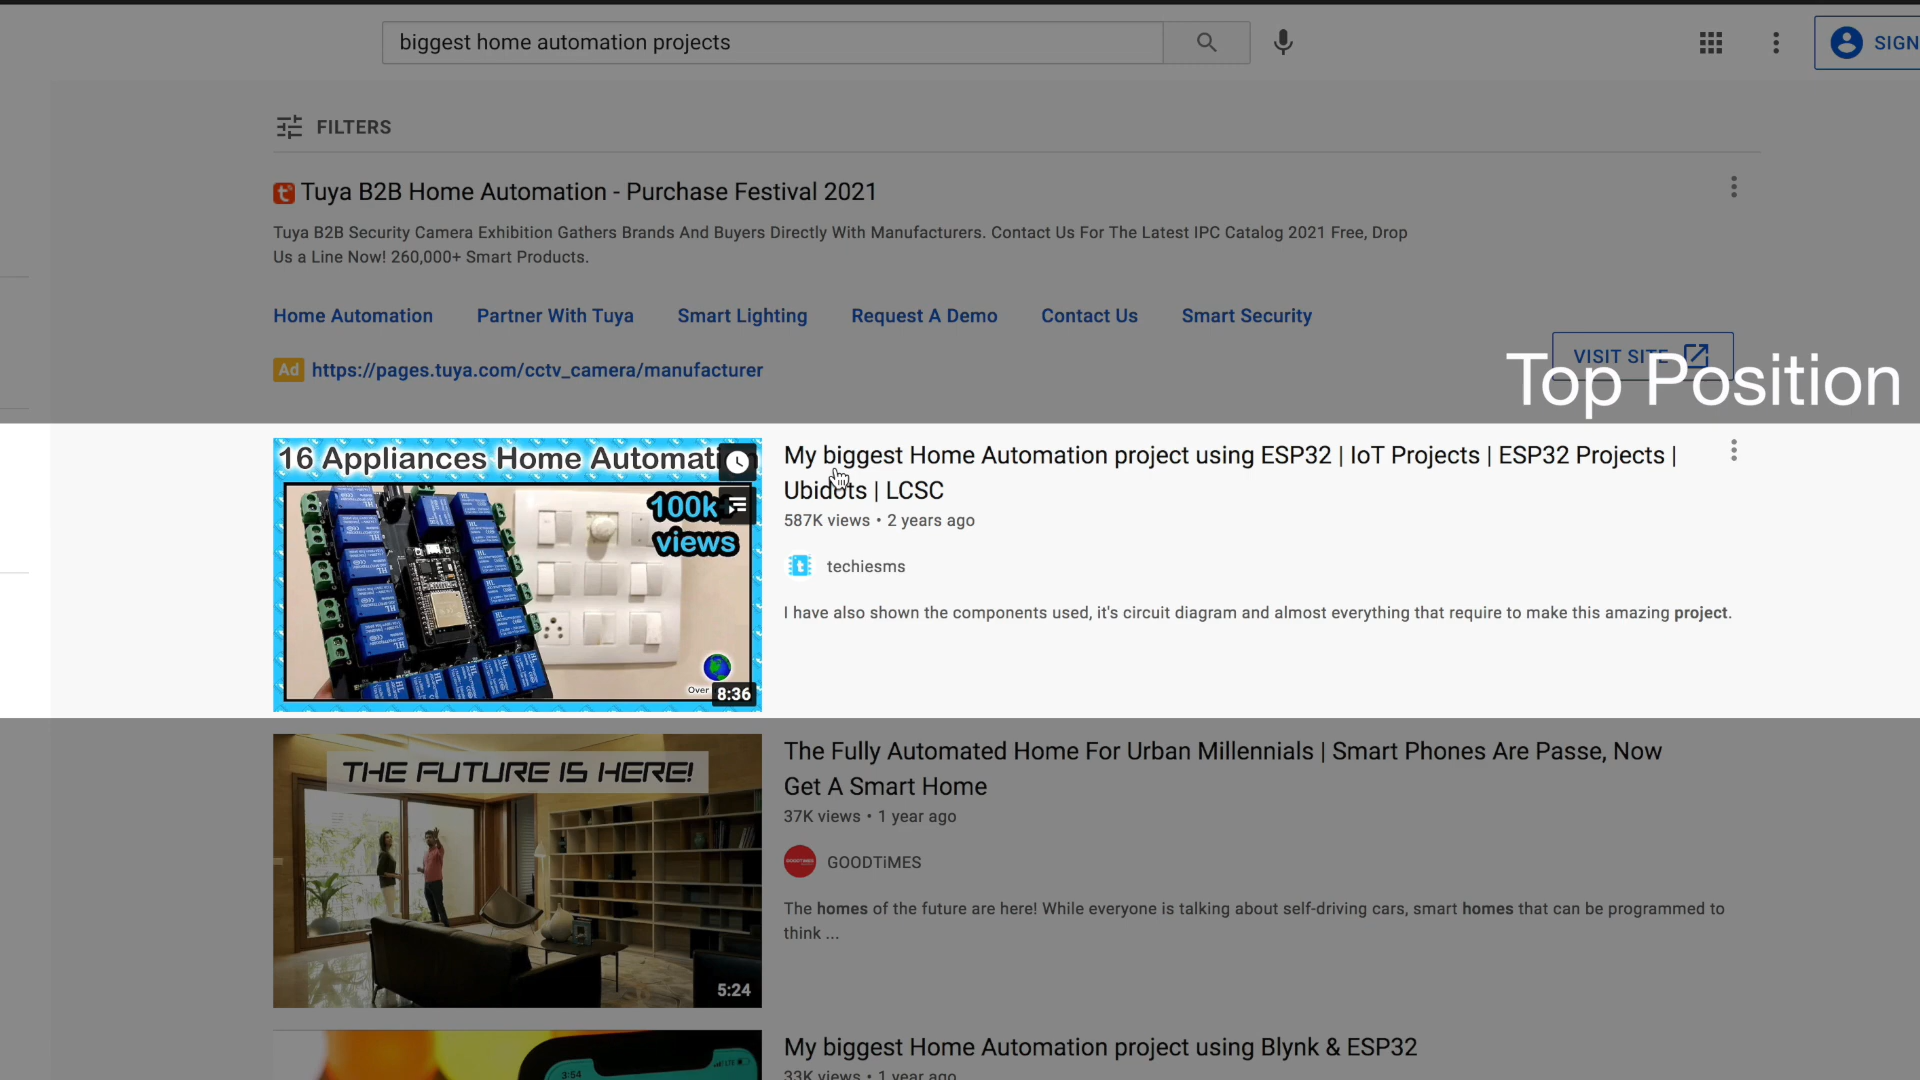 biggest home automation projects
SIGN
FILTERS
Tuya B2B Home Automation - Purchase Festival 2021
Tuya B2B Security Camera Exhibition Gathers Brands And Buyers Directly With Manufacturers. Contact Us For The Latest IPC Catalog 2021 Free, Drop
Us a Line Now! 260,000+ Smart Products.
Home Automation Partner With Tuya Smart Lighting Request A Demo Contact Us Smart Security
VISIT SITE
Ad https://pages.tuya.com/cctv_camera/manufacturer
Top Position
16 Appliances Home Automati
100k
views
Over
8:36
My biggest Home Automation project using ESP32 | IoT Projects | ESP32 Projects |
Ubidots | LCSC
587K views • 2 years ago
techiesms
I have also shown the components used, it's circuit diagram and almost everything that require to make this amazing project.
THE FUTURE IS HERE!
5:24
The Fully Automated Home For Urban Millennials | Smart Phones Are Passe, Now
Get A Smart Home
37K views • 1 year ago
GOODTiMES
The homes of the future are here! While everyone is talking about self-driving cars, smart homes that can be programmed to
think ...
3:54
My biggest Home Automation project using Blynk & ESP32
33K views • 1 year ago